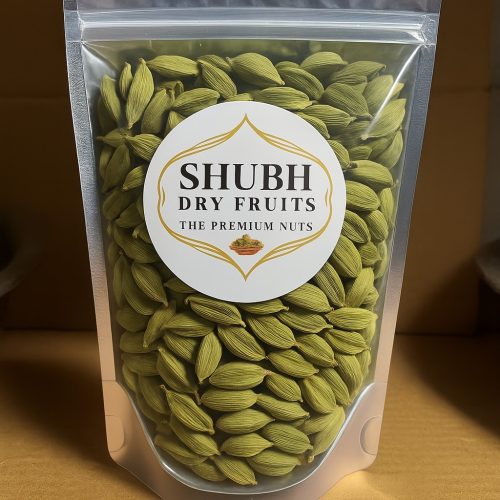 SHUBH
DRY FRUITS
THE PREMIUM NUTS